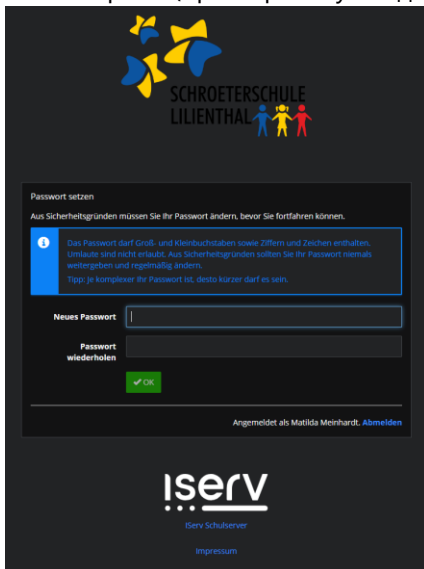 SCHROETERSCHULE
LILIENTHAL
Passwort setzen
Aus Sicherheitsgründen müssen Sie Ihr Passwort ändern, bevor Sie fortfahren können.
Das Passwort darf Groß- und Kleinbuchstaben sowie Ziffern und Zeichen enthalten.
Umlaute sind nicht erlaubt. Aus Sicherheitsgründen sollten Sie Ihr Passwort niemals
weitergeben und regelmäßig ändern.
Tipp: Je komplexer Ihr Passwort ist, desto kürzer darf es sein.
Neues Passwort
Passwort
wiederholen
OK
Angemeldet als Matilda Meinhardt. Abmelden
ISERV
IServ Schulserver
Impressum